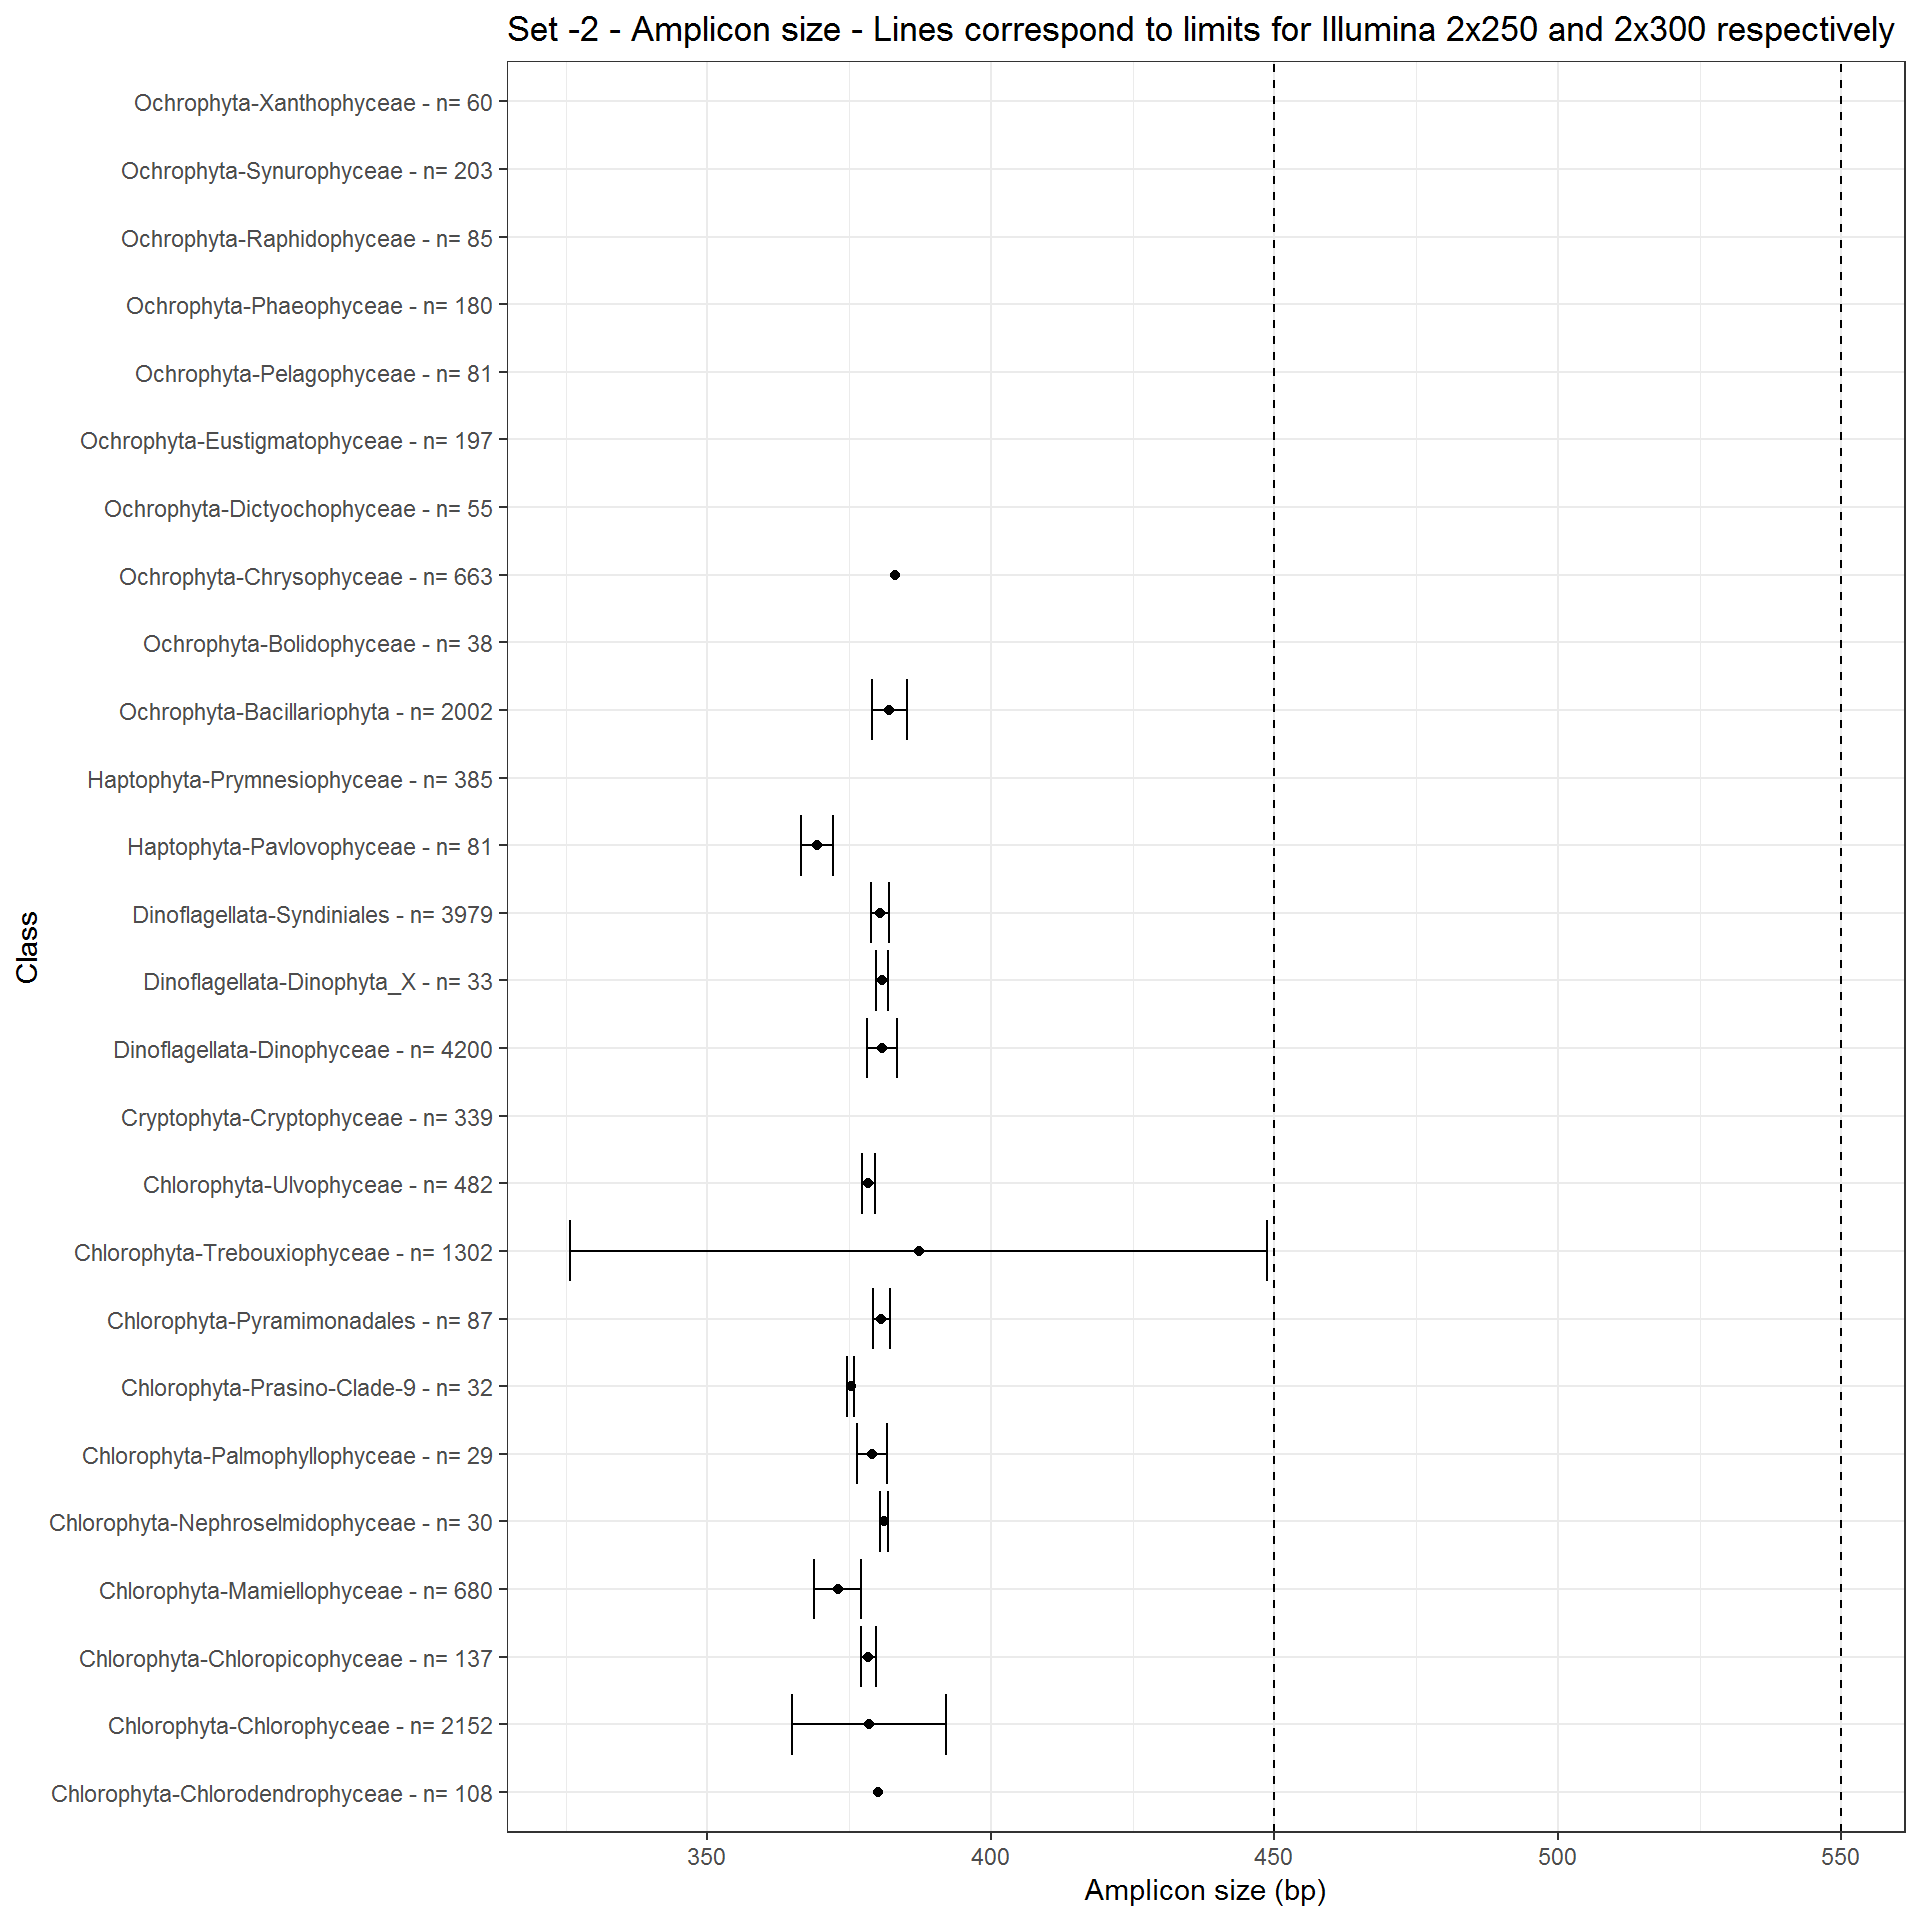 Set -2 - Amplicon size - Lines correspond to limits for Illumina 2x250 and 2x300 respectively
Ochrophyta-Xanthophyceae - n= 60
Ochrophyta-Synurophyceae - n= 203
Ochrophyta-Raphidophyceae - n= 85
Ochrophyta-Phaeophyceae - n= 180
Ochrophyta-Pelagophyceae - n= 81
Ochrophyta-Eustigmatophyceae - n= 197
Ochrophyta-Dictyochophyceae - n= 55
Ochrophyta-Chrysophyceae - n= 663
Ochrophyta-Bolidophyceae - n= 38
Ochrophyta-Bacillariophyta - n= 2002
Haptophyta-Prymnesiophyceae - n= 385
Haptophyta-Pavlovophyceae - n= 81
Dinoflagellata-Syndiniales - n= 3979
Dinoflagellata-Dinophyta_X - n= 33
Dinoflagellata-Dinophyceae - n= 4200
Cryptophyta-Cryptophyceae - n= 339
Chlorophyta-Ulvophyceae - n= 482
Chlorophyta-Trebouxiophyceae - n= 1302
Chlorophyta-Pyramimonadales - n= 87
Chlorophyta-Prasino-Clade-9 - n= 32
Chlorophyta-Palmophyllophyceae - n= 29
Chlorophyta-Nephroselmidophyceae - n= 30
Chlorophyta-Mamiellophyceae - n= 680
Chlorophyta-Chloropicophyceae - n= 137
Chlorophyta-Chlorophyceae - n= 2152
Chlorophyta-Chlorodendrophyceae - n= 108
Class
350 400 450 500 550
Amplicon size (bp)